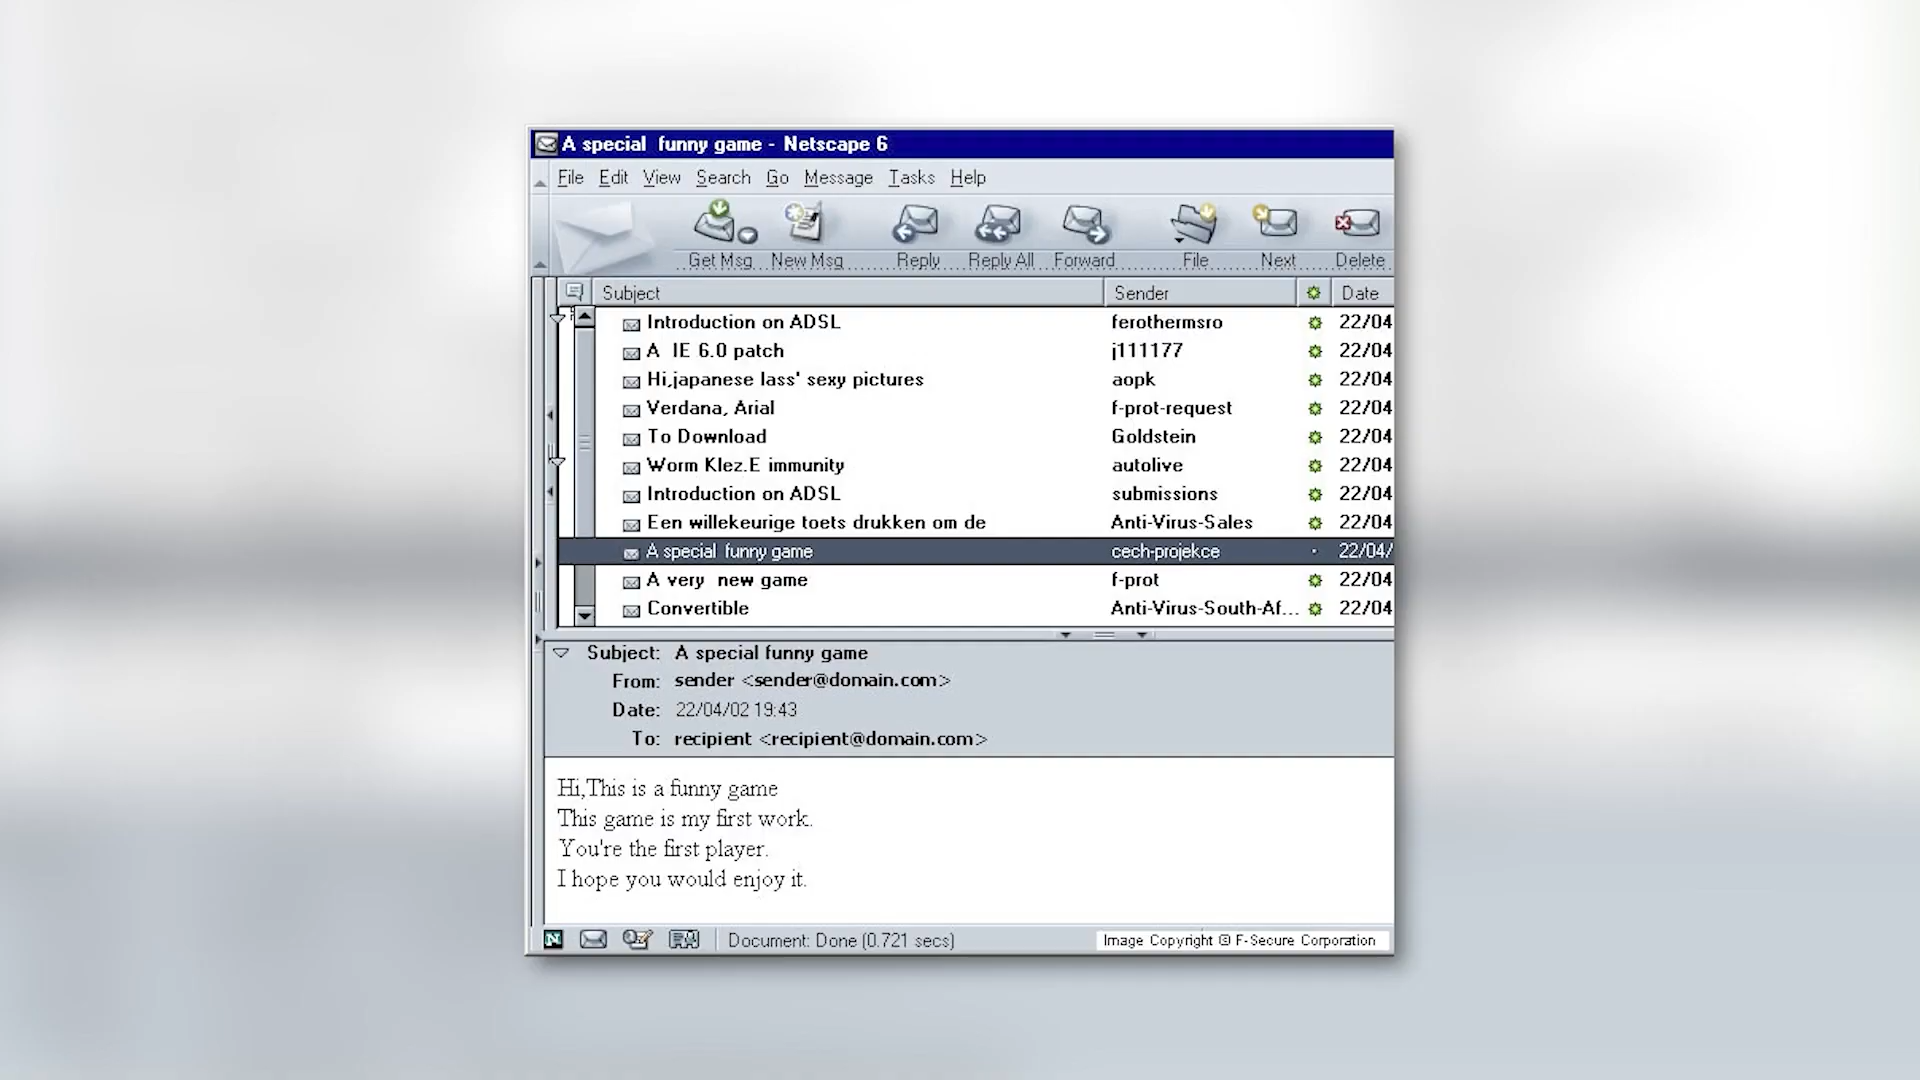 A special funny game - Netscape 6
File Edit View Search Go Message Tasks Help
Get Msg New Msg Reply Reply All Forward File Next Delete
Subject Sender Date
Introduction on ADSL ferothermsro 22/04
A IE 6.0 patch j111177 22/04
Hi,japanese lass' sexy pictures aopk 22/04
Verdana, Arial f-prot-request 22/04
To Download Goldstein 22/04
Worm Klez.E immunity autolive 22/04
Introduction on ADSL submissions 22/04
Een willekeurige toets drukken om de Anti-Virus-Sales 22/04
A special funny game cech-projekce 22/04/
A very new game f-prot 22/04
Convertible Anti-Virus-South-Af... 22/04
Subject: A special funny game
From: sender <sender@domain.com>
Date: 22/04/02 19:43
To: recipient <recipient@domain.com>
Hi,This is a funny game
This game is my first work.
You're the first player.
I hope you would enjoy it.
N Document: Done (0.721 secs) Image Copyright © F-Secure Corporation